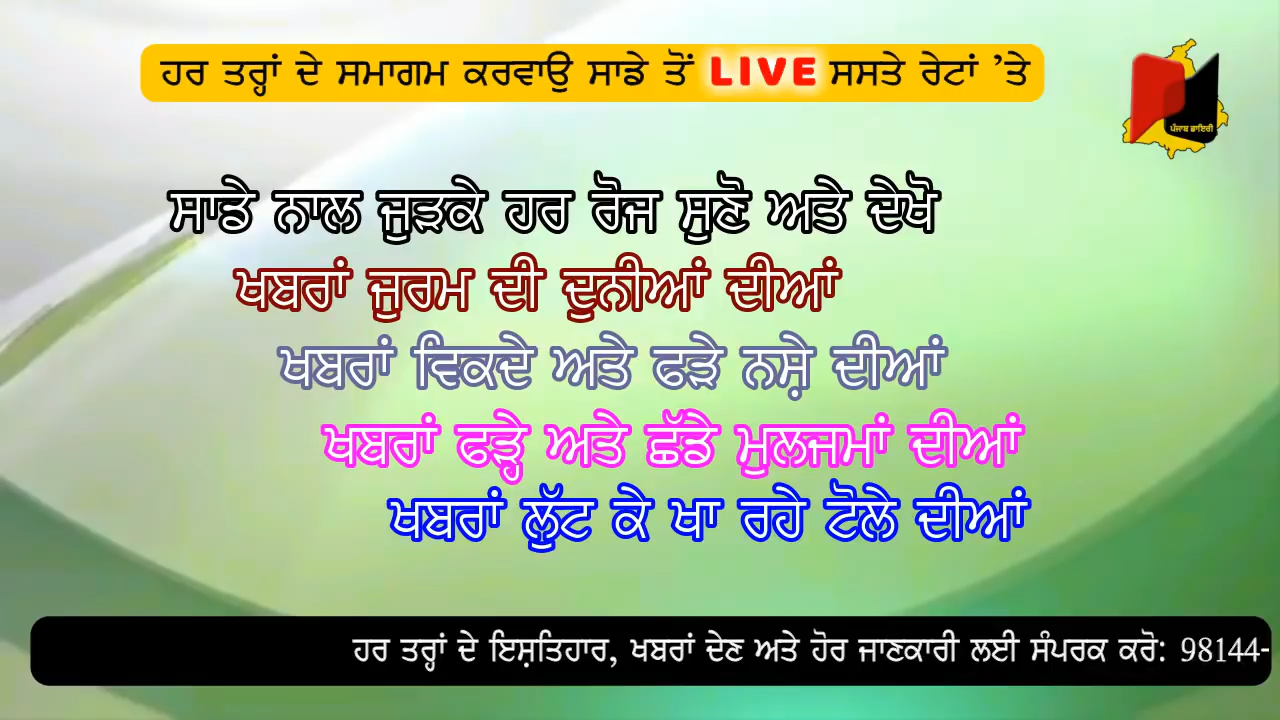 ਹਰ ਤਰ੍ਹਾਂ ਦੇ ਸਮਾਗਮ ਕਰਵਾਉ ਸਾਡੇ ਤੋਂ LIVE ਸਸਤੇ ਰੇਟਾਂ ’ਤੇ
ਪੰਜਾਬ ਡਾਇਰੀ
ਸਾਡੇ ਨਾਲ ਜੁੜਕੇ ਹਰ ਰੋਜ ਸੁਣੋ ਅਤੇ ਦੇਖੋ
ਖਬਰਾਂ ਜੁਰਮ ਦੀ ਦੁਨੀਆਂ ਦੀਆਂ
ਖਬਰਾਂ ਵਿਕਦੇ ਅਤੇ ਫੜੇ ਨਸ਼ੇ ਦੀਆਂ
ਖਬਰਾਂ ਫੜ੍ਹੇ ਅਤੇ ਛੱਡੇ ਮੁਲਜਮਾਂ ਦੀਆਂ
ਖਬਰਾਂ ਲੁੱਟ ਕੇ ਖਾ ਰਹੇ ਟੋਲੇ ਦੀਆਂ
ਹਰ ਤਰ੍ਹਾਂ ਦੇ ਇਸ਼ਤਿਹਾਰ, ਖਬਰਾਂ ਦੇਣ ਅਤੇ ਹੋਰ ਜਾਣਕਾਰੀ ਲਈ ਸੰਪਰਕ ਕਰੋ: 98144-